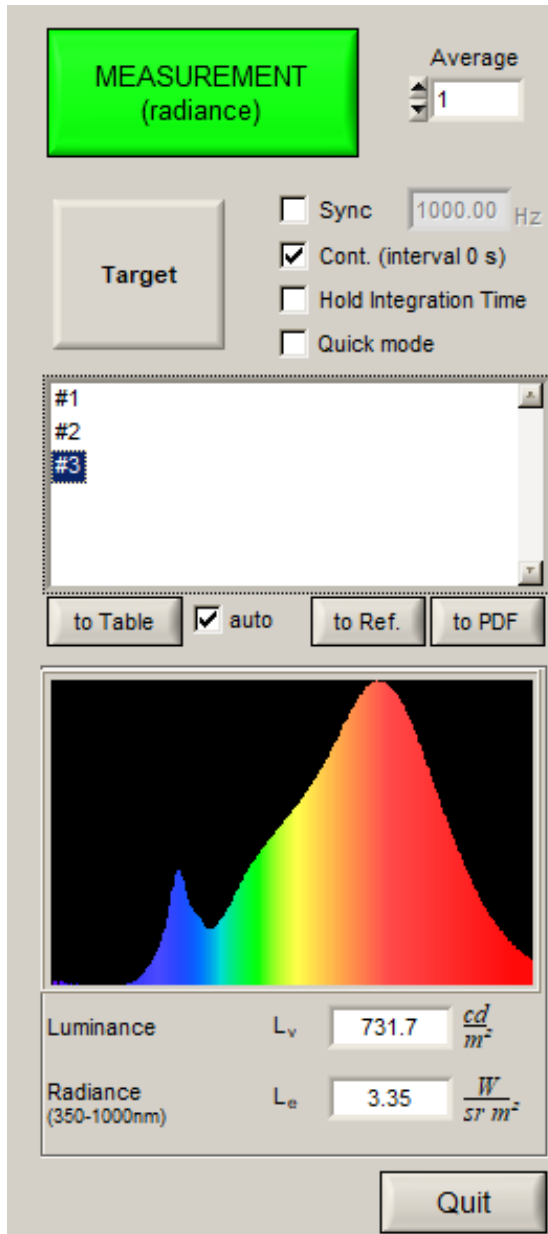 MEASUREMENT
(radiance)
Average
1
Sync 1000.00 Hz
Cont. (interval 0 s)
Hold Integration Time
Quick mode
Target
#1
#2
#3
to Table auto to Ref. to PDF
Luminance Lv 731.7 cd/m²
Radiance Le 3.35 W/sr m²
(350-1000nm)
Quit